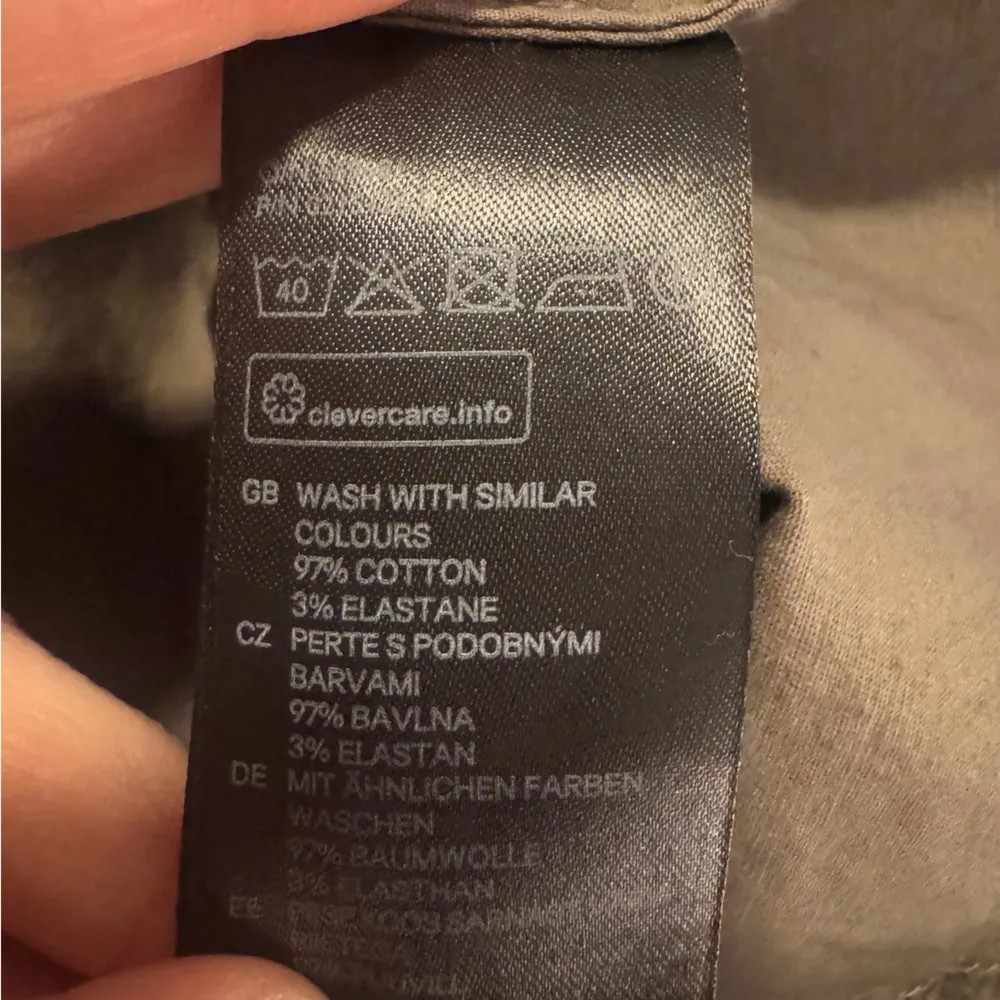 40
clevercare.info
GB WASH WITH SIMILAR
COLOURS
97% COTTON
3% ELASTANE
CZ PERTE S PODOBNÝMI
BARVAMI
97% BAVLNA
3% ELASTAN
DE MIT ÄHNLICHEN FARBEN
WASCHEN
97% BAUMWOLLE
3% ELASTHAN
EE